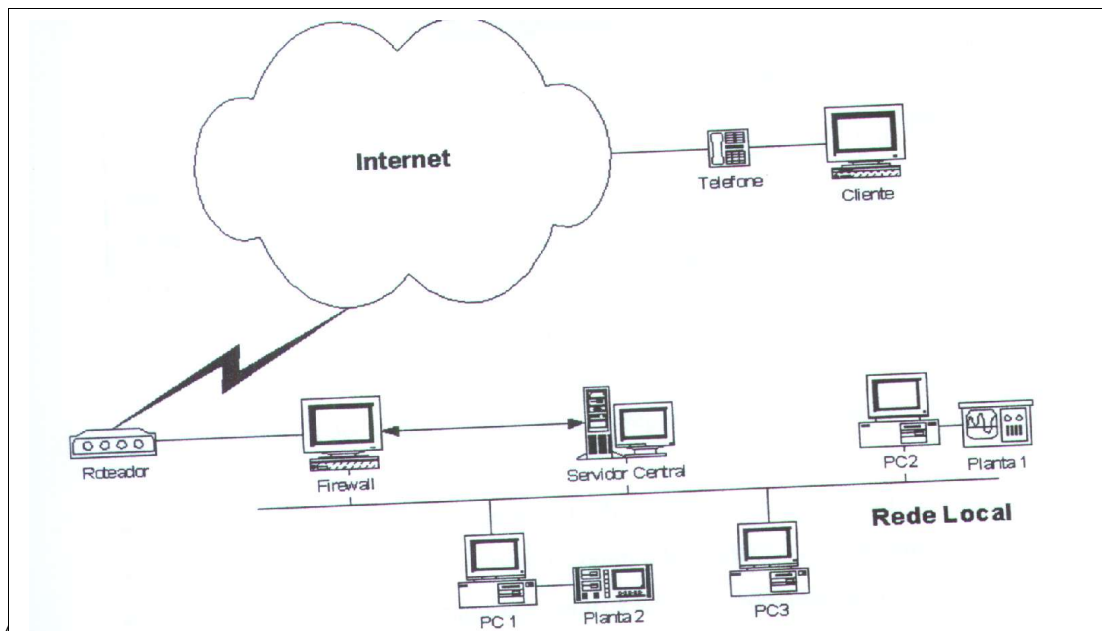 Internet
Telefone
Cliente
Roteador
Firewall
Servidor Central
PC2
Planta 1
Rede Local
PC 1
Planta 2
PC3